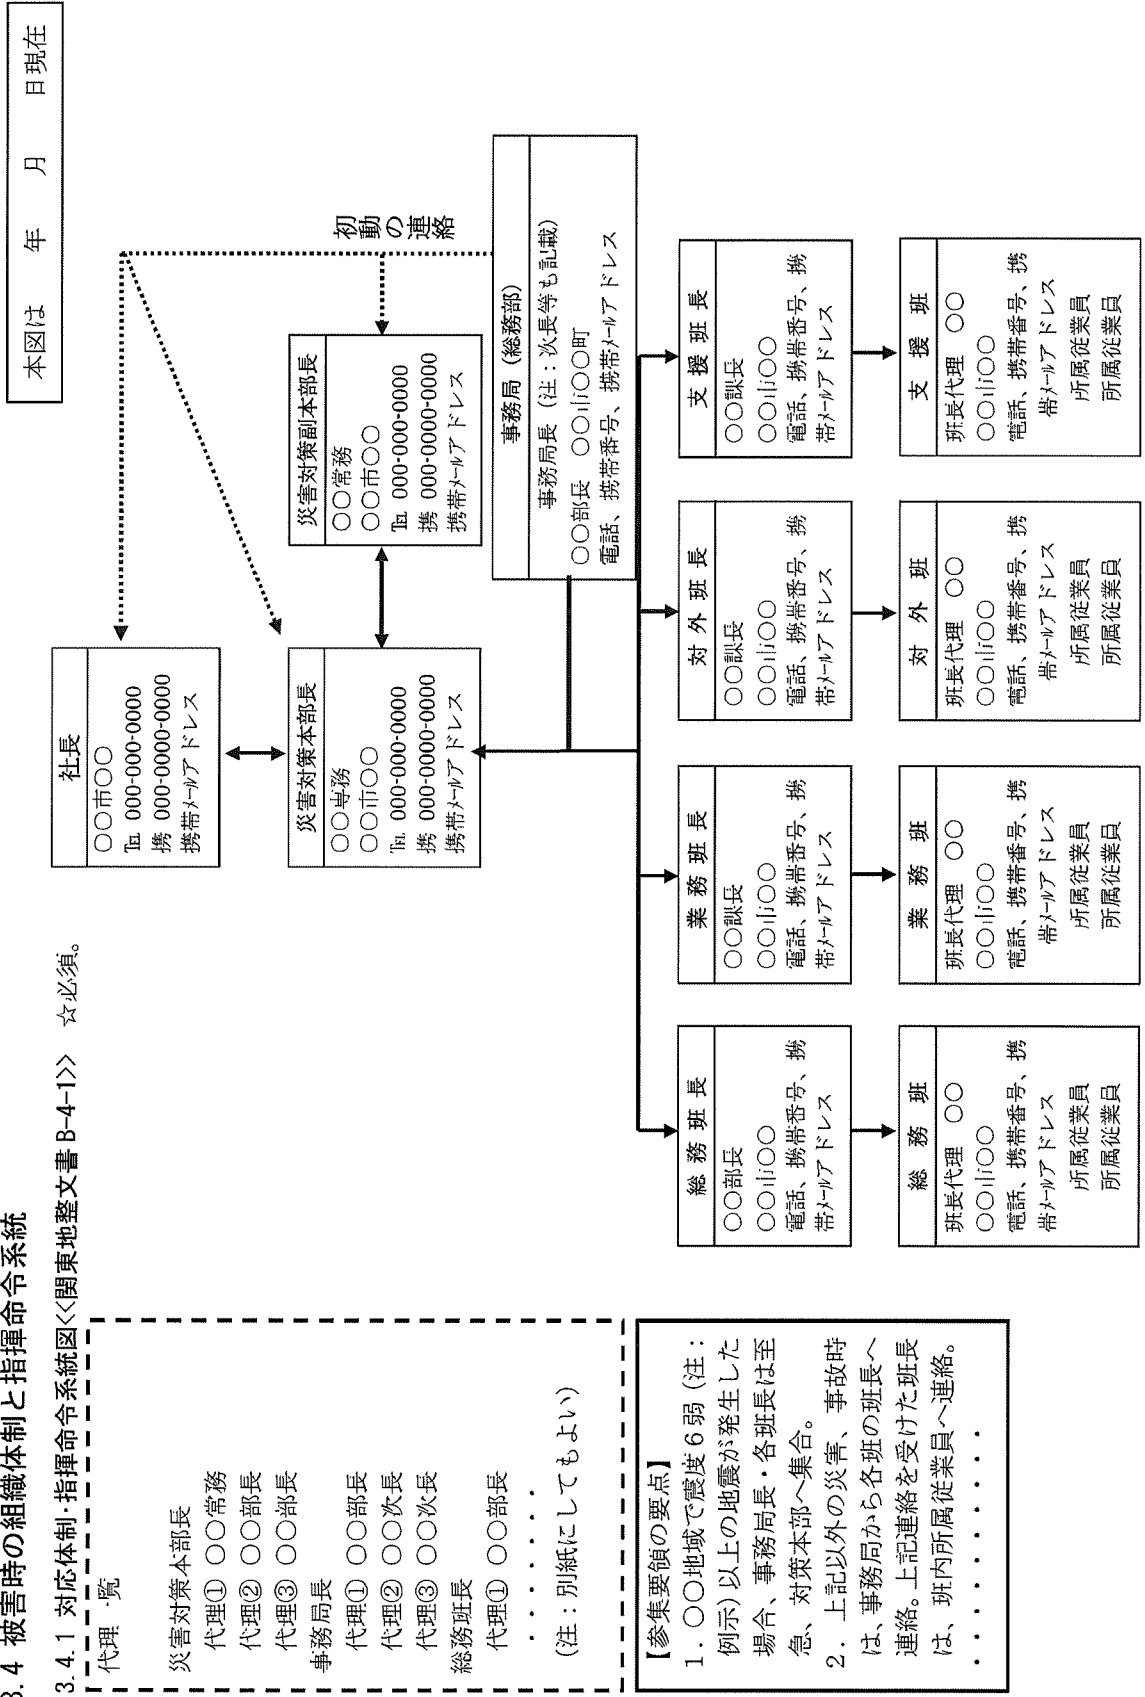 3.4 被害時の組織体制と指揮命令系統
3.4.1 対応体制・指揮命令系統図<<関東地整文書 B-4-1>> ☆必須。
本図は 年 月 日現在
代理一覧
災害対策本部長
代理① ○○常務
代理② ○○部長
代理③ ○○部長
事務局長
代理① ○○部長
代理② ○○次長
代理③ ○○次長
総務班長
代理① ○○部長
・・・・・・
(注：別紙にしてもよい)
【参集要領の要点】
1．○○地域で震度6弱（注：
例示）以上の地震が発生した
場合、事務局長・各班長は至
急、対策本部へ集合。
2．上記以外の災害、事故時
は、事務局から各班の班長へ
連絡。上記連絡を受けた班長
は、班内所属従業員へ連絡。
・・・・・・・・・・
社長
○○市○○
℡ 000-000-0000
携 000-0000-0000
携帯メールアドレス
災害対策本部長
○○専務
○○市○○
℡ 000-000-0000
携 000-0000-0000
携帯メールアドレス
災害対策副本部長
○○常務
○○市○○
℡ 000-000-0000
携 000-0000-0000
携帯メールアドレス
初動の連絡
事務局（総務部）
事務局長（注：次長等も記載）
○○部長 ○○市○○町
電話、携帯番号、携帯メールアドレス
総務班長
○○部長
○○市○○
電話、携帯番号、携
帯メールアドレス
業務班長
○○課長
○○市○○
電話、携帯番号、携
帯メールアドレス
対外班長
○○課長
○○市○○
電話、携帯番号、携
帯メールアドレス
支援班長
○○課長
○○市○○
電話、携帯番号、携
帯メールアドレス
総務班
班長代理 ○○
○○市○○
電話、携帯番号、携
帯メールアドレス
所属従業員
所属従業員
業務班
班長代理 ○○
○○市○○
電話、携帯番号、携
帯メールアドレス
所属従業員
所属従業員
対外班
班長代理 ○○
○○市○○
電話、携帯番号、携
帯メールアドレス
所属従業員
所属従業員
支援班
班長代理 ○○
○○市○○
電話、携帯番号、携
帯メールアドレス
所属従業員
所属従業員